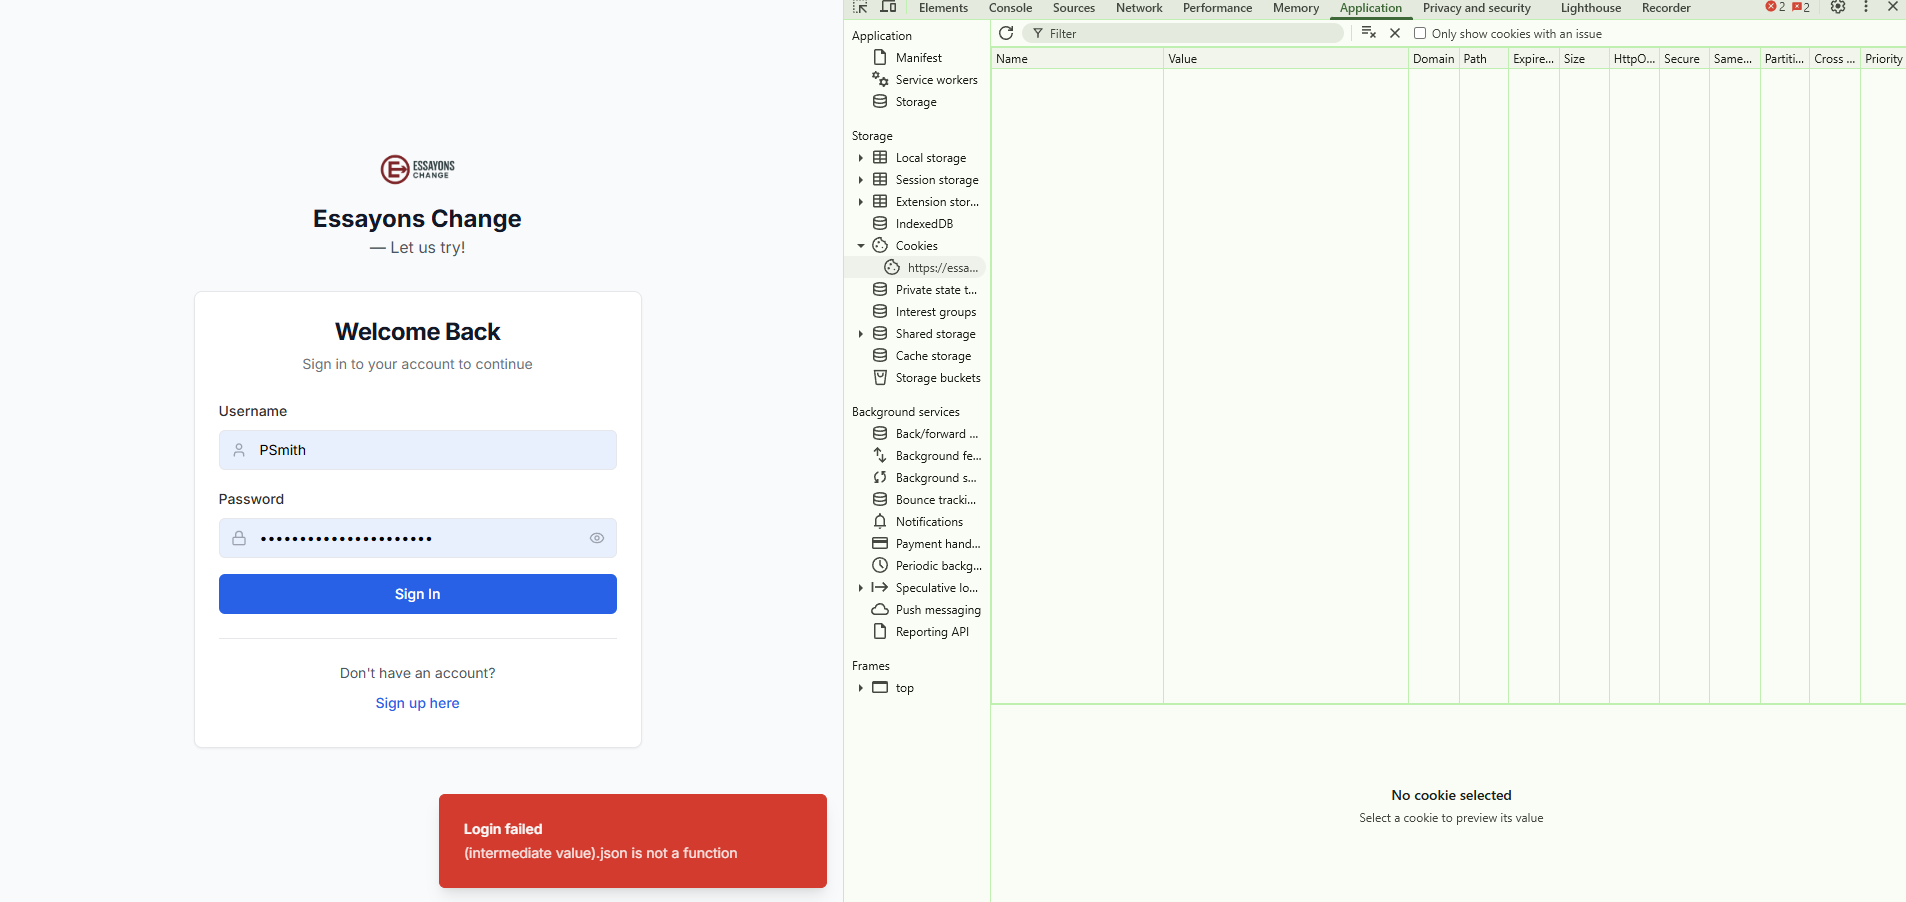 ESSAYONS
CHANGE
Essayons Change
— Let us try!
Welcome Back
Sign in to your account to continue
Username
PSmith
Password
••••••••••••••••••••••
Sign In
Don't have an account?
Sign up here
Login failed
(intermediate value).json is not a function
Elements Console Sources Network Performance Memory Application Privacy and security Lighthouse Recorder 2 2
Filter Only show cookies with an issue
Application
Manifest
Service workers
Storage
Storage
Local storage
Session storage
Extension stor...
IndexedDB
Cookies
https://essa...
Private state t...
Interest groups
Shared storage
Cache storage
Storage buckets
Background services
Back/forward ...
Background fe...
Background s...
Bounce tracki...
Notifications
Payment hand...
Periodic backg...
Speculative lo...
Push messaging
Reporting API
Frames
top
Name Value Domain Path Expire... Size HttpO... Secure Same... Partiti... Cross ... Priority
No cookie selected
Select a cookie to preview its value